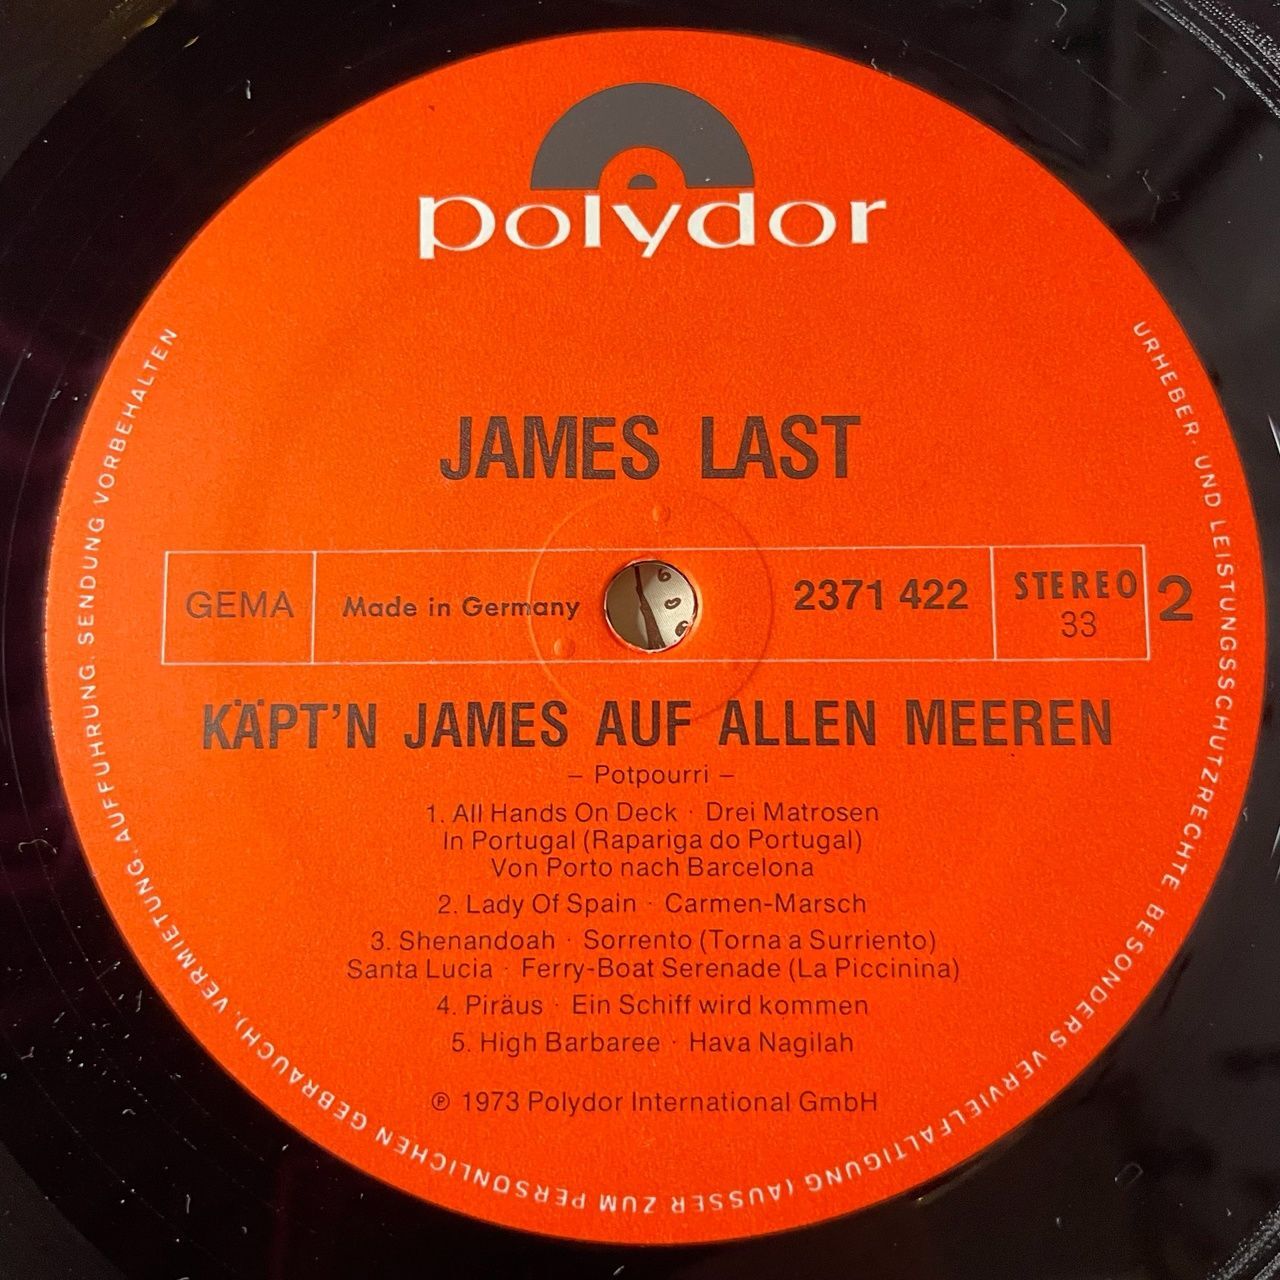 polydor
JAMES LAST
GEMA
Made in Germany
2371 422
STEREO
33
2
KÄPT'N JAMES AUF ALLEN MEEREN
– Potpourri –
1. All Hands On Deck · Drei Matrosen
In Portugal (Rapariga do Portugal)
Von Porto nach Barcelona
2. Lady Of Spain · Carmen-Marsch
3. Shenandoah · Sorrento (Torna a Surriento)
Santa Lucia · Ferry-Boat Serenade (La Piccinina)
4. Piräus · Ein Schiff wird kommen
5. High Barbaree · Hava Nagilah
℗ 1973 Polydor International GmbH
URHEBER- UND LEISTUNGSSCHUTZRECHTE, BESONDERS VERVIELFÄLTIGUNG (AUSSER ZUM PERSÖNLICHEN GEBRAUCH), VERMIETUNG, AUFFÜHRUNG, SENDUNG VORBEHALTEN